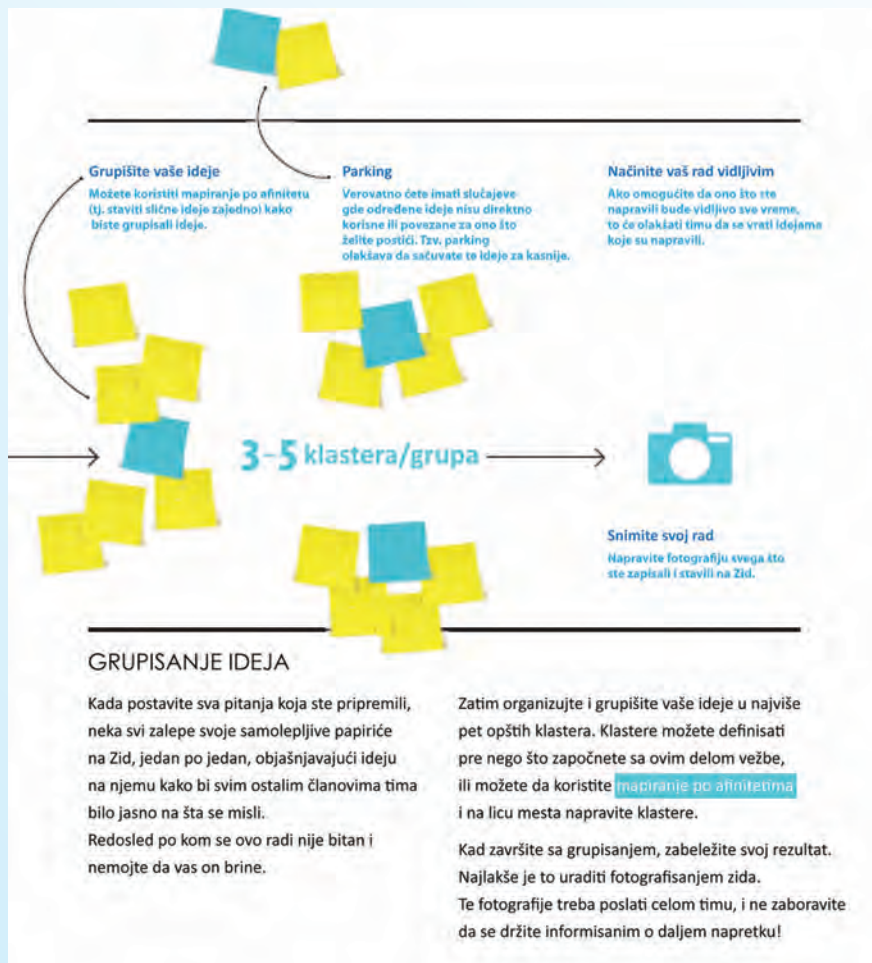 Grupišite vaše ideje
Možete koristiti mapiranje po afinitetu
(tj. staviti slične ideje zajedno) kako
biste grupisali ideje.
Parking
Verovatno ćete imati slučajeve
gde određene ideje nisu direktno
korisne ili povezane za ono što
želite postići. Tzv. parking
olakšava da sačuvate te ideje za kasnije.
Načinite vaš rad vidljivim
Ako omogućite da ono što ste
napravili bude vidljivo sve vreme,
to će olakšati timu da se vrati idejama
koje su napravili.
3–5 klastera/grupa
Snimite svoj rad
Napravite fotografiju svega što
ste zapisali i stavili na Zid.
GRUPISANJE IDEJA
Kada postavite sva pitanja koja ste pripremili,
neka svi zalepe svoje samolepljive papiriće
na Zid, jedan po jedan, objašnjavajući ideju
na njemu kako bi svim ostalim članovima tima
bilo jasno na šta se misli.
Redosled po kom se ovo radi nije bitan i
nemojte da vas on brine.
Zatim organizujte i grupišite vaše ideje u najviše
pet opštih klastera. Klastere možete definisati
pre nego što započnete sa ovim delom vežbe,
ili možete da koristite mapiranje po afinitetima
i na licu mesta napravite klastere.
Kad završite sa grupisanjem, zabeležite svoj rezultat.
Najlakše je to uraditi fotografisanjem zida.
Te fotografije treba poslati celom timu, i ne zaboravite
da se držite informisanim o daljem napretku!